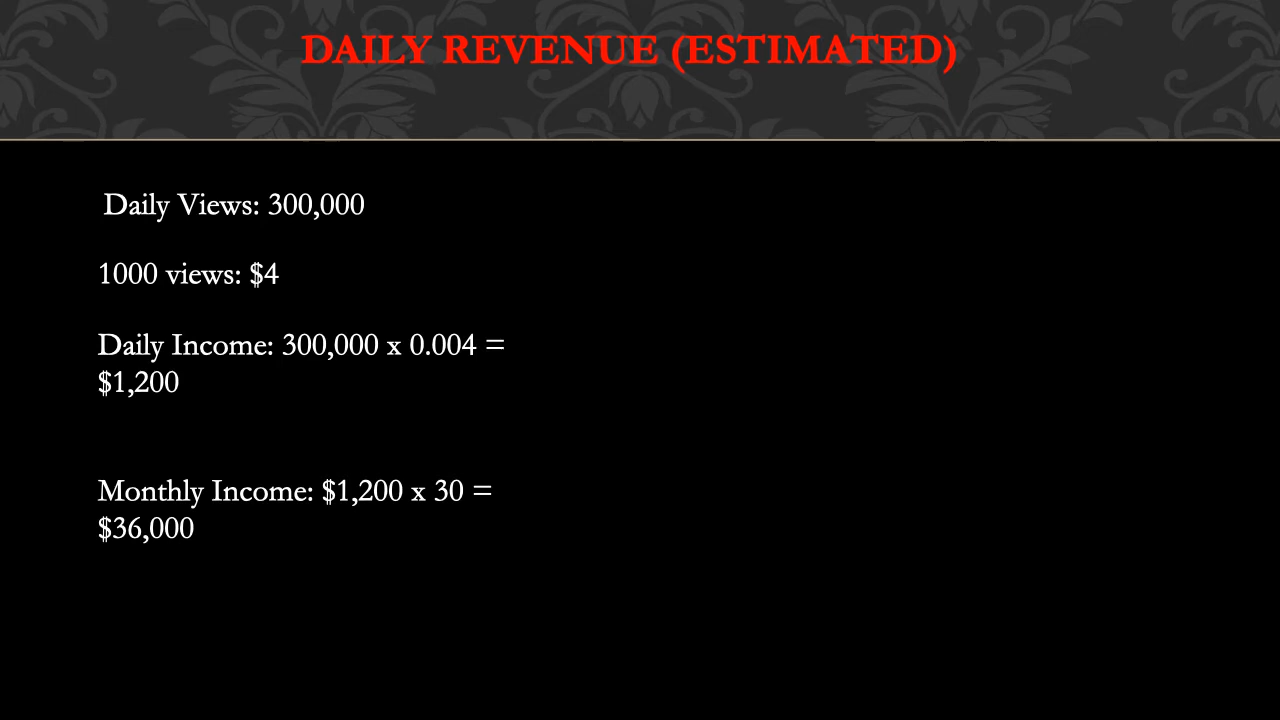 DAILY REVENUE (ESTIMATED)
Daily Views: 300,000
1000 views: $4
Daily Income: 300,000 x 0.004 =
$1,200
Monthly Income: $1,200 x 30 =
$36,000